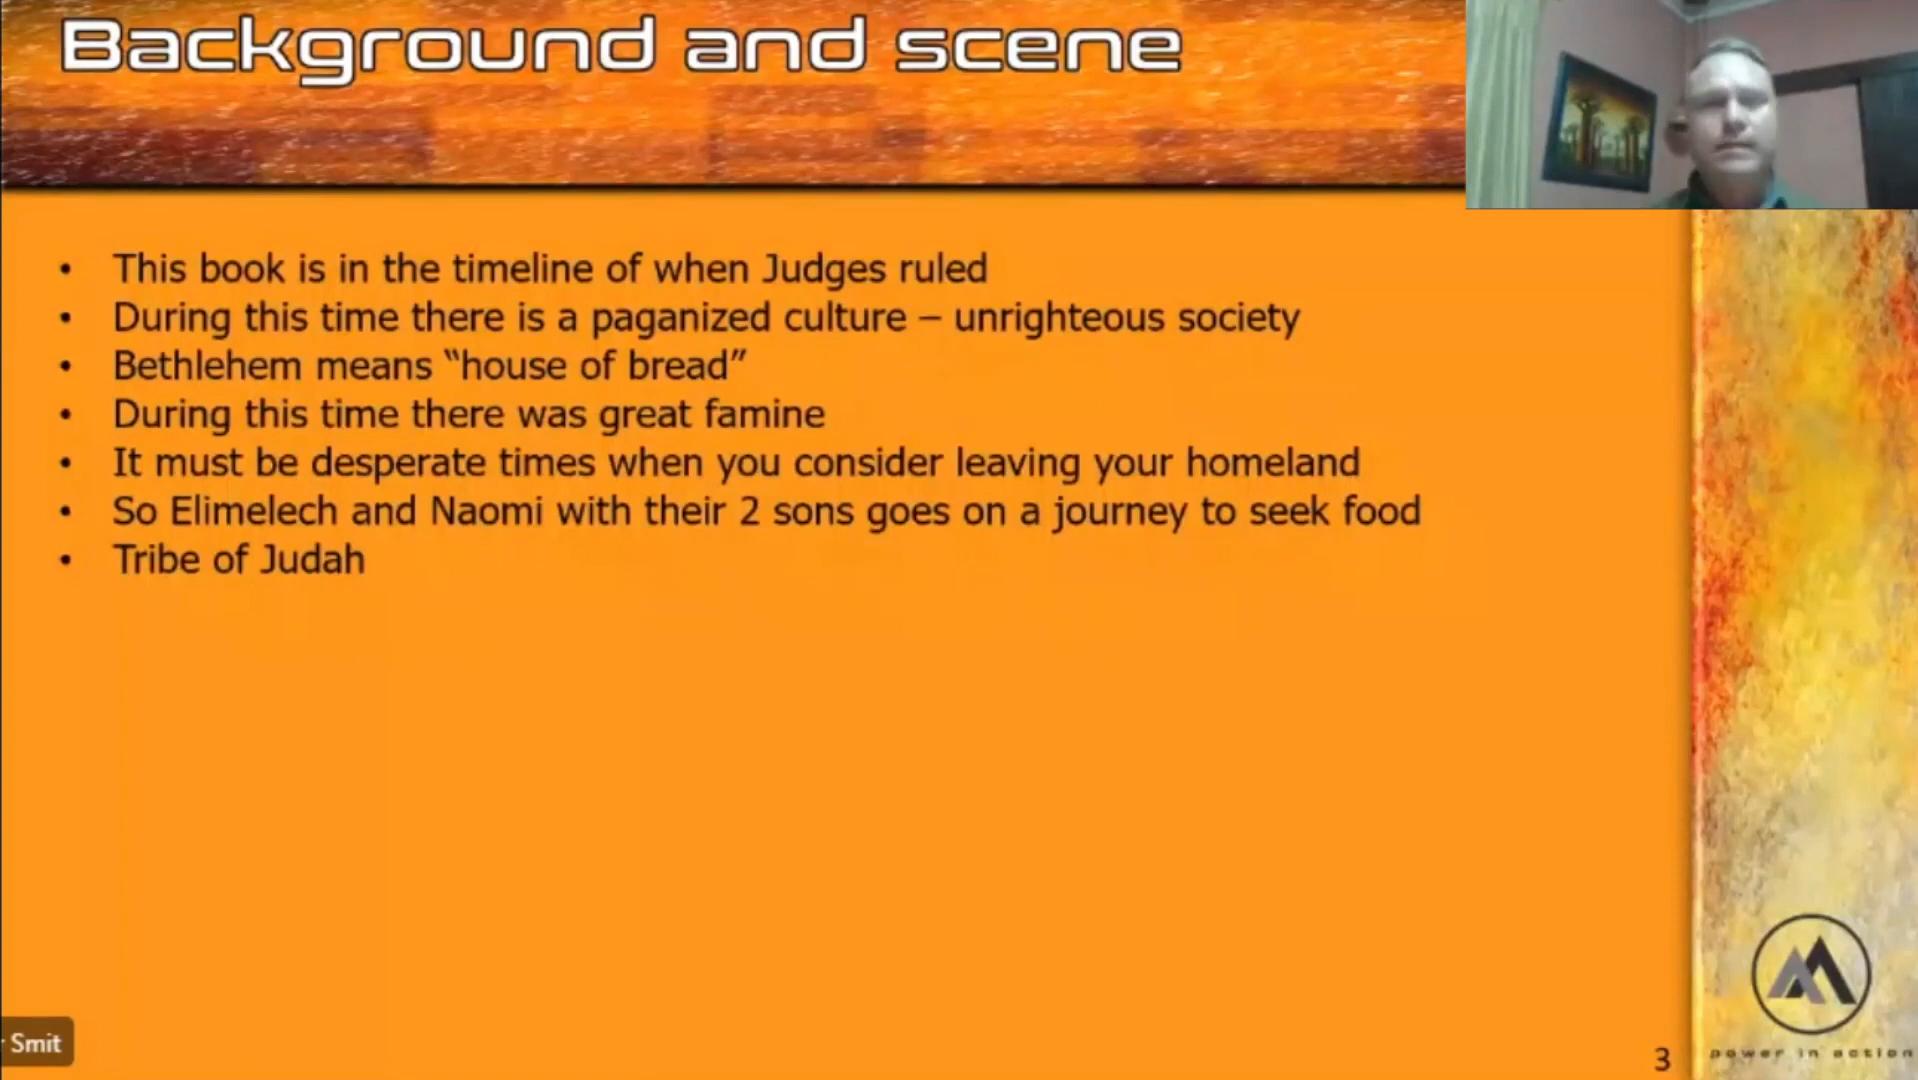 Background and scene
• This book is in the timeline of when Judges ruled
• During this time there is a paganized culture – unrighteous society
• Bethlehem means “house of bread”
• During this time there was great famine
• It must be desperate times when you consider leaving your homeland
• So Elimelech and Naomi with their 2 sons goes on a journey to seek food
• Tribe of Judah
Smit
3
power in action